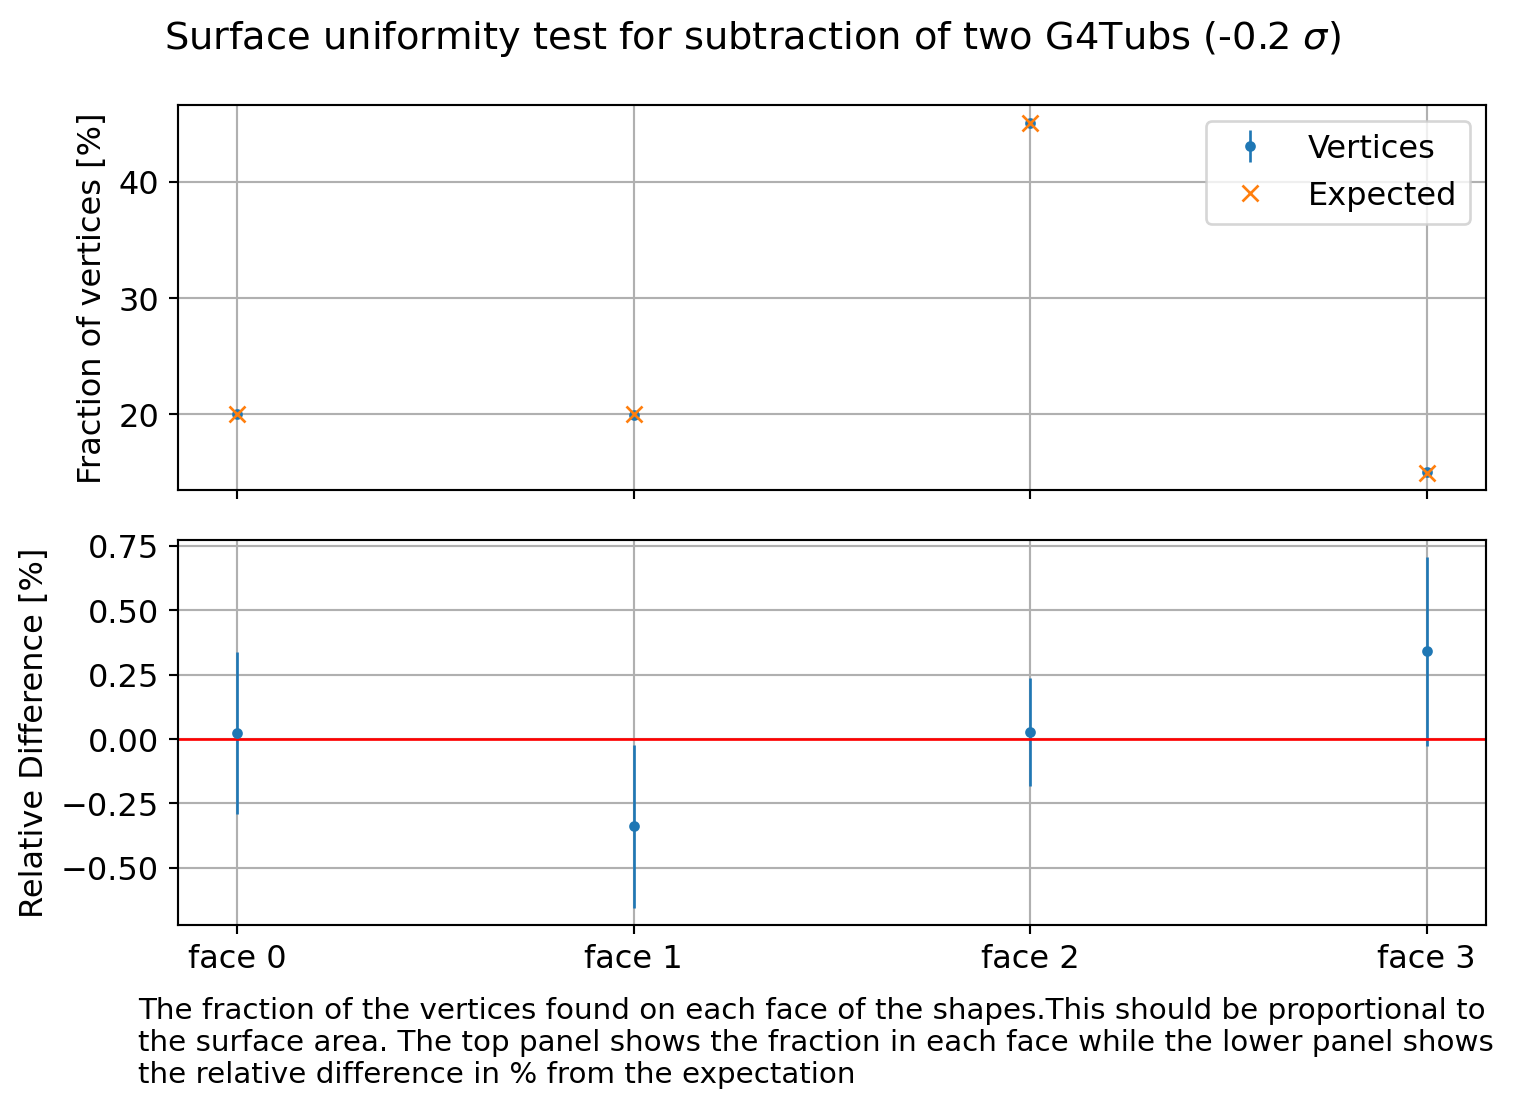 Surface uniformity test for subtraction of two G4Tubs (-0.2 σ)
Fraction of vertices [%]
40
30
20
Vertices
Expected
Relative Difference [%]
0.75
0.50
0.25
0.00
−0.25
−0.50
face 0
face 1
face 2
face 3
The fraction of the vertices found on each face of the shapes.This should be proportional to
the surface area. The top panel shows the fraction in each face while the lower panel shows
the relative difference in % from the expectation